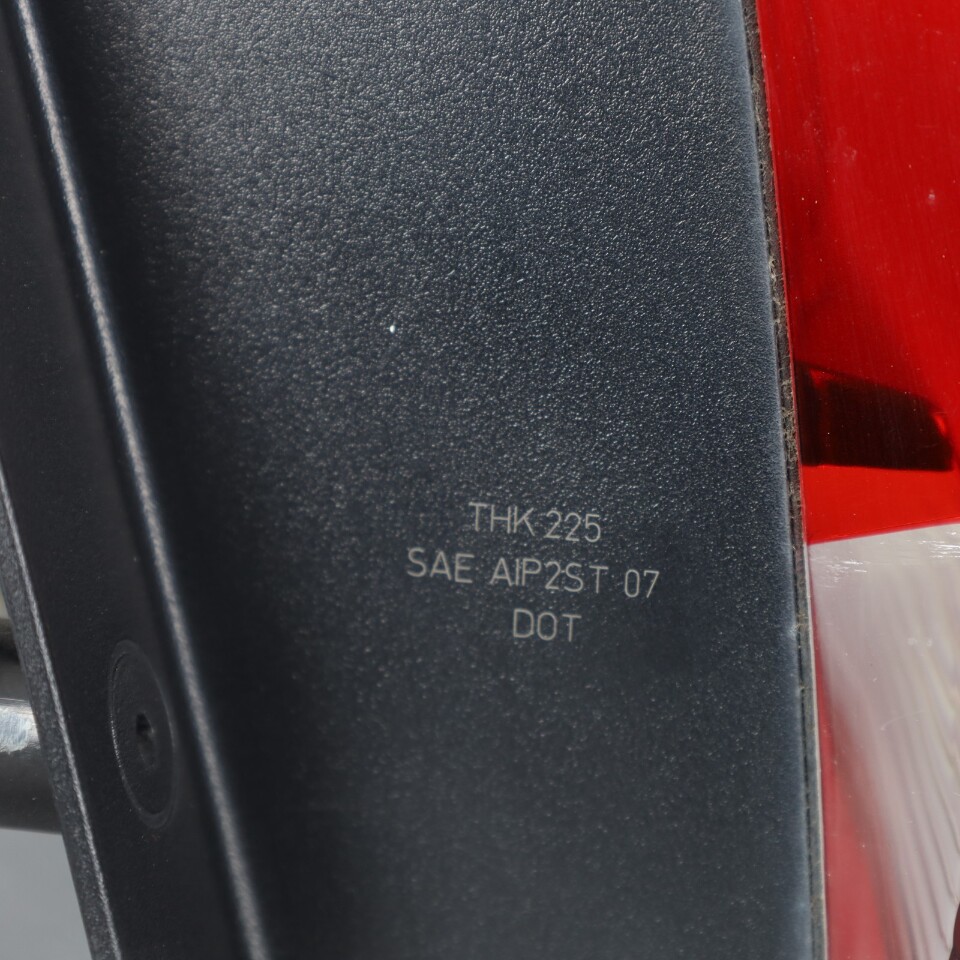 THK 225
SAE AIP2ST 07
DOT